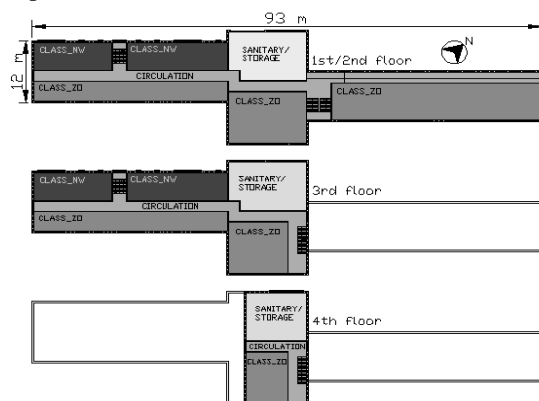 93 m
12 m
N
CLASS_NW
CLASS_NW
SANITARY/
STORAGE
1st/2nd floor
CIRCULATION
CLASS_ZO
CLASS_ZO
CLASS_ZO
CLASS_NW
CLASS_NW
SANITARY/
STORAGE
3rd floor
CIRCULATION
CLASS_ZO
CLASS_ZO
SANITARY/
STORAGE
4th floor
CIRCULATION
CLASS_ZO